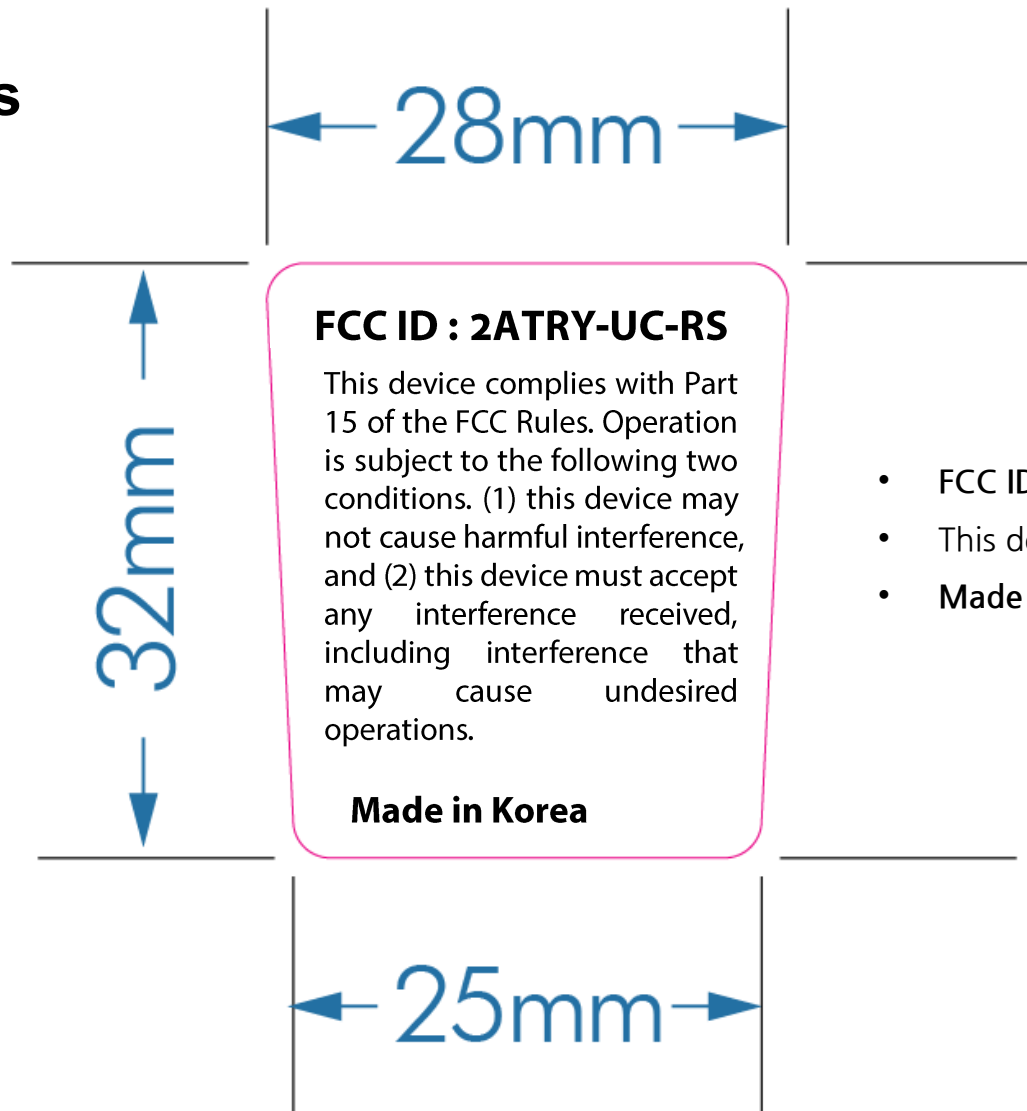 s
28mm
32mm
FCC ID : 2ATRY-UC-RS
This device complies with Part
15 of the FCC Rules. Operation
is subject to the following two
conditions. (1) this device may
not cause harmful interference,
and (2) this device must accept
any interference received,
including interference that
may cause undesired
operations.
Made in Korea
• FCC ID
• This de
• Made
25mm